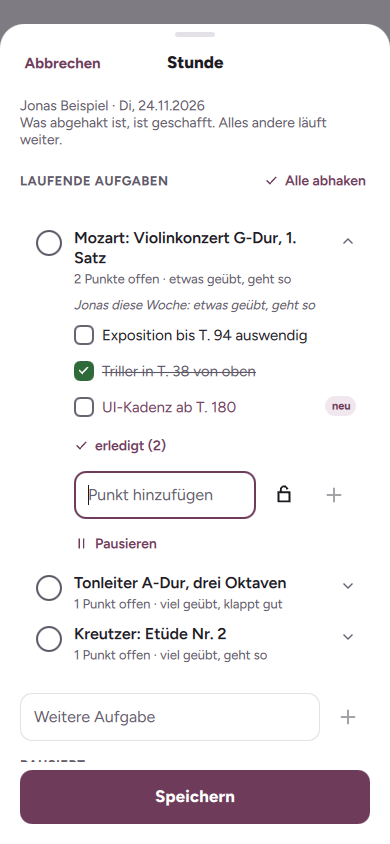 Abbrechen
Stunde
Jonas Beispiel · Di, 24.11.2026
Was abgehakt ist, ist geschafft. Alles andere läuft
weiter.
LAUFENDE AUFGABEN
Alle abhaken
Mozart: Violinkonzert G-Dur, 1.
Satz
2 Punkte offen · etwas geübt, geht so
Jonas diese Woche: etwas geübt, geht so
Exposition bis T. 94 auswendig
Triller in T. 38 von oben
UI-Kadenz ab T. 180
neu
erledigt (2)
Punkt hinzufügen
Pausieren
Tonleiter A-Dur, drei Oktaven
1 Punkt offen · viel geübt, klappt gut
Kreutzer: Etüde Nr. 2
1 Punkt offen · viel geübt, geht so
Weitere Aufgabe
Speichern